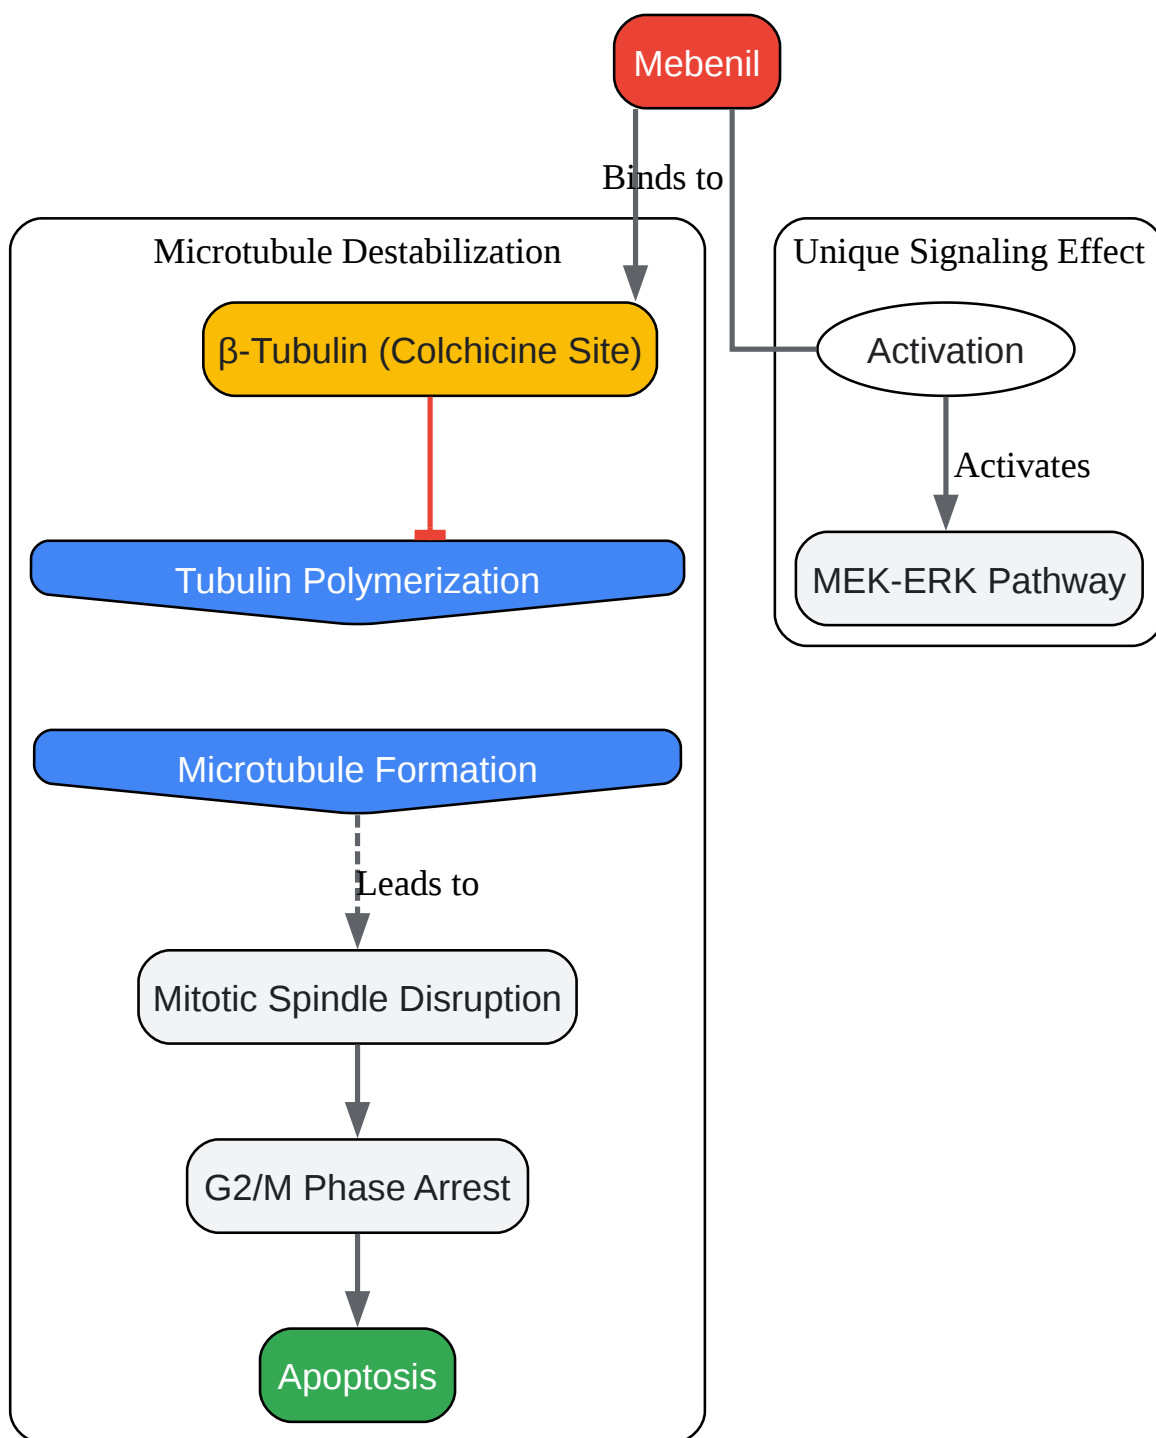 Mebenil
Binds to
Microtubule Destabilization
Unique Signaling Effect
β-Tubulin (Colchicine Site)
Activation
Activates
Tubulin Polymerization
MEK-ERK Pathway
Microtubule Formation
Leads to
Mitotic Spindle Disruption
G2/M Phase Arrest
Apoptosis